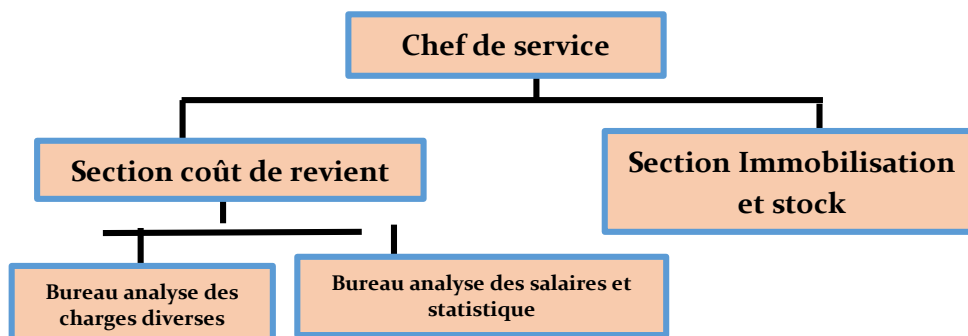 Chef de service
Section coût de revient
Section Immobilisation
et stock
Bureau analyse des
charges diverses
Bureau analyse des salaires et
statistique